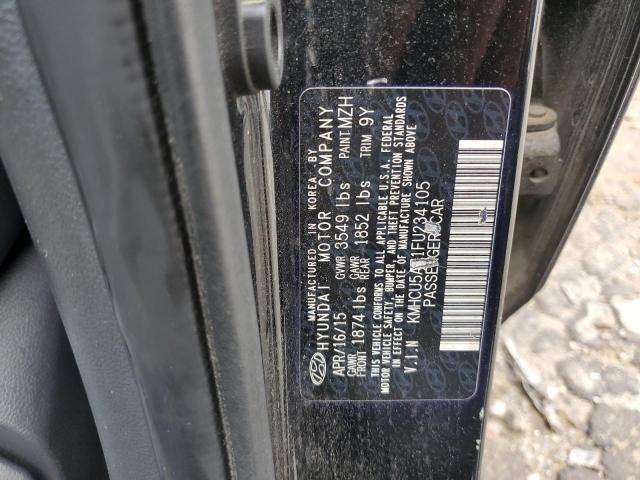 MANUFACTURED IN KOREA BY
HYUNDAI MOTOR COMPANY
APR/16/15 GVWR 3549 lbs PAINT MZH
GAWR FRONT 1874 lbs GAWR REAR 1852 lbs TRIM 9Y
THIS VEHICLE CONFORMS TO ALL APPLICABLE U.S.A. FEDERAL
MOTOR VEHICLE SAFETY, BUMPER, AND THEFT PREVENTION STANDARDS
IN EFFECT ON THE DATE OF MANUFACTURE SHOWN ABOVE
V.I.N KMHCU5AE1FU234105
PASSENGER CAR